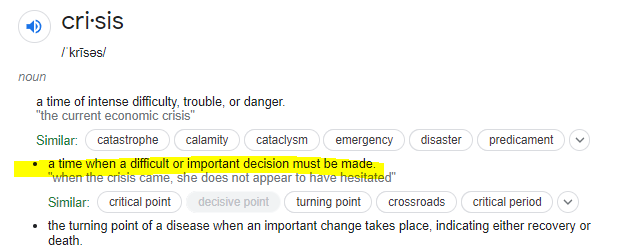 cri·sis
/ˈkrīsəs/
noun
a time of intense difficulty, trouble, or danger.
"the current economic crisis"
Similar: catastrophe calamity cataclysm emergency disaster predicament
• a time when a difficult or important decision must be made.
"when the crisis came, she does not appear to have hesitated"
Similar: critical point decisive point turning point crossroads critical period
• the turning point of a disease when an important change takes place, indicating either recovery or
death.